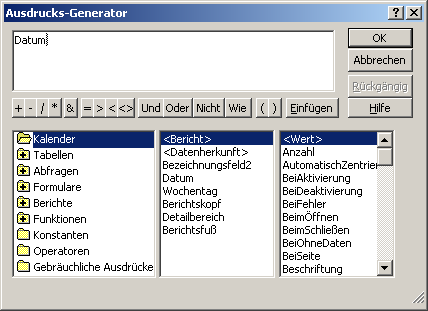 Ausdrucks-Generator
Datum
OK
Abbrechen
Rückgängig
Hilfe
+ - / * & = > < <> Und Oder Nicht Wie ( ) Einfügen
Kalender
Tabellen
Abfragen
Formulare
Berichte
Funktionen
Konstanten
Operatoren
Gebräuchliche Ausdrücke
<Bericht>
<Datenherkunft>
Bezeichnungsfeld2
Datum
Wochentag
Berichtskopf
Detailbereich
Berichtsfuß
<Wert>
Anzahl
AutomatischZentrier
BeiAktivierung
BeiDeaktivierung
BeiFehler
BeimÖffnen
BeimSchließen
BeiOhneDaten
BeiSeite
Beschriftung